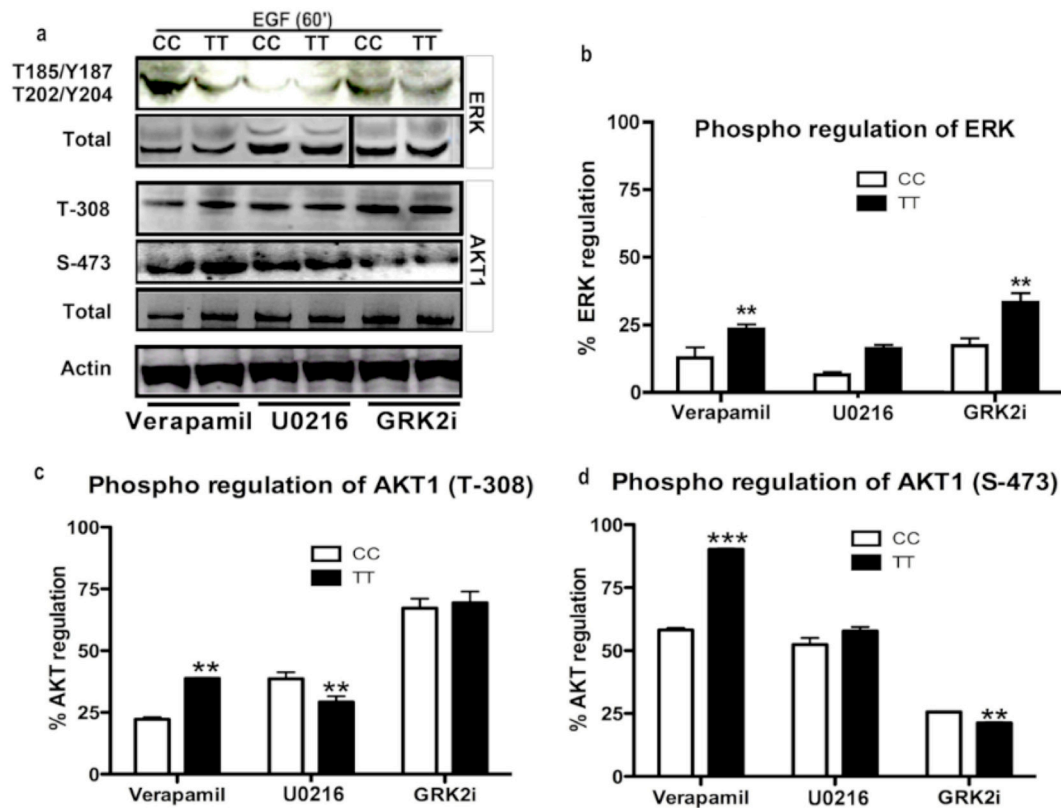 a
EGF (60')
CC TT CC TT CC TT
T185/Y187
T202/Y204
ERK
Total
T-308
AKT1
S-473
Total
Actin
Verapamil U0216 GRK2i
b
Phospho regulation of ERK
CC
TT
% ERK regulation
100
75
50
25
0
** **
Verapamil U0216 GRK2i
c
Phospho regulation of AKT1 (T-308)
CC
TT
% AKT regulation
100
75
50
25
0
** **
Verapamil U0216 GRK2i
d
Phospho regulation of AKT1 (S-473)
CC
TT
% AKT regulation
100
75
50
25
0
*** **
Verapamil U0216 GRK2i